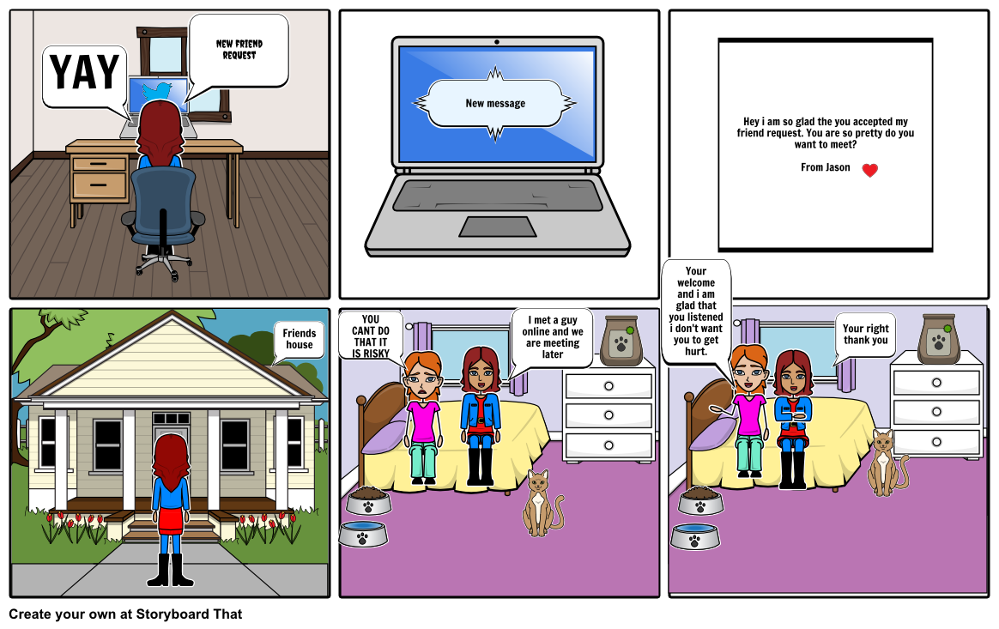 YAY
NEW FRIEND
REQUEST
New message
Hey i am so glad the you accepted my
friend request. You are so pretty do you
want to meet?
From Jason
Friends
house
YOU
CANT DO
THAT IT
IS RISKY
I met a guy
online and we
are meeting
later
Your right
thank you
Your
welcome
and i am
glad that
you listened
i don't want
you to get
hurt.
Create your own at Storyboard That